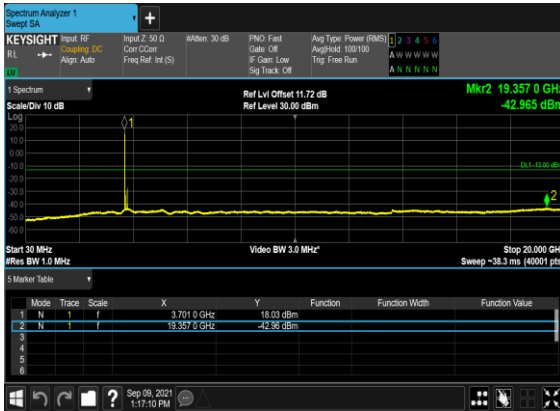 Spectrum Analyzer 1
Swept SA
+
KEYSIGHT Input: RF Input Z: 50 Ω #Atten: 30 dB PNO: Fast Avg Type: Power (RMS) 1 2 3 4 5 6
RL Coupling: DC Corr CCorr Gate: Off Avg|Hold: 100/100 A W W W W W
Align: Auto Freq Ref: Int (S) IF Gain: Low Trig: Free Run
LXI Sig Track: Off A N N N N N
1 Spectrum Ref Lvl Offset 11.72 dB Mkr2 19.357 0 GHz
Scale/Div 10 dB Ref Level 30.00 dBm -42.965 dBm
Log
20.0
10.0
0.00
-10.0
-20.0
-30.0
-40.0
-50.0
-60.0
1
DL1 -13.00 dBm
2
Start 30 MHz Video BW 3.0 MHz* Stop 20.000 GHz
#Res BW 1.0 MHz Sweep ~38.3 ms (40001 pts)
5 Marker Table
Mode Trace Scale X Y Function Function Width Function Value
1 N 1 f 3.701 0 GHz 18.03 dBm
2 N 1 f 19.357 0 GHz -42.96 dBm
3
4
5
6
? Sep 09, 2021
1:17:10 PM